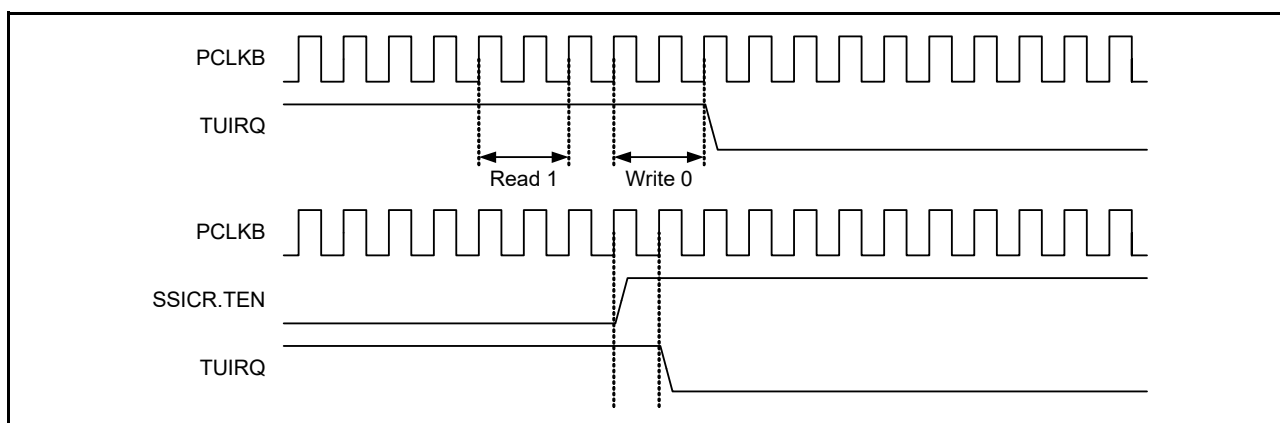 PCLKB
TUIRQ
Read 1 Write 0
PCLKB
SSICR.TEN
TUIRQ